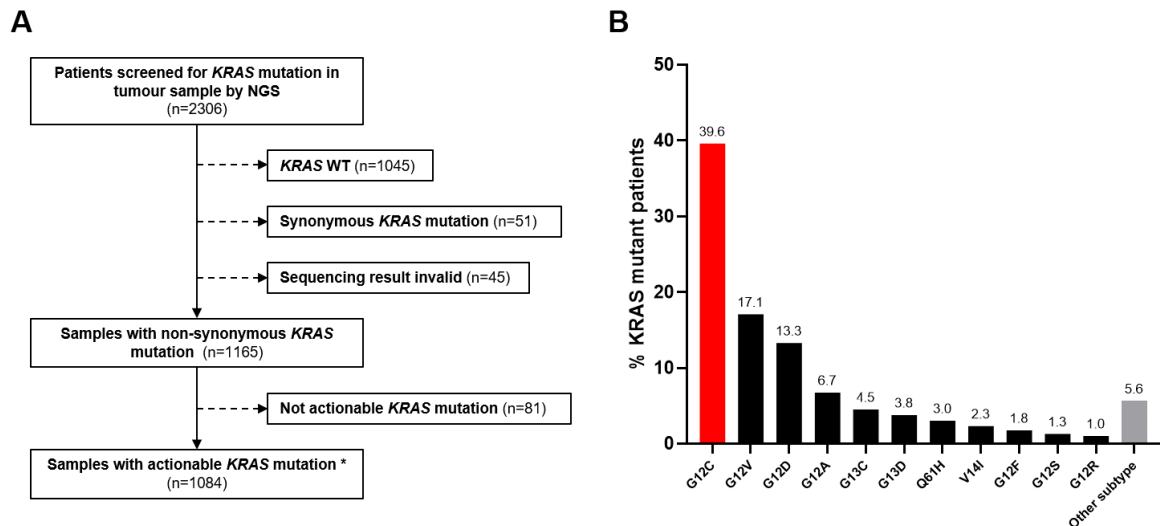 A
Patients screened for KRAS mutation in
tumour sample by NGS
(n=2306)
KRAS WT (n=1045)
Synonymous KRAS mutation (n=51)
Sequencing result invalid (n=45)
Samples with non-synonymous KRAS
mutation (n=1165)
Not actionable KRAS mutation (n=81)
Samples with actionable KRAS mutation *
(n=1084)
B
% KRAS mutant patients
50
40
30
20
10
0
39.6
17.1
13.3
6.7
4.5
3.8
3.0
2.3
1.8
1.3
1.0
5.6
G12C
G12V
G12D
G12A
G13C
G13D
Q61H
V14I
G12F
G12S
G12R
Other subtype